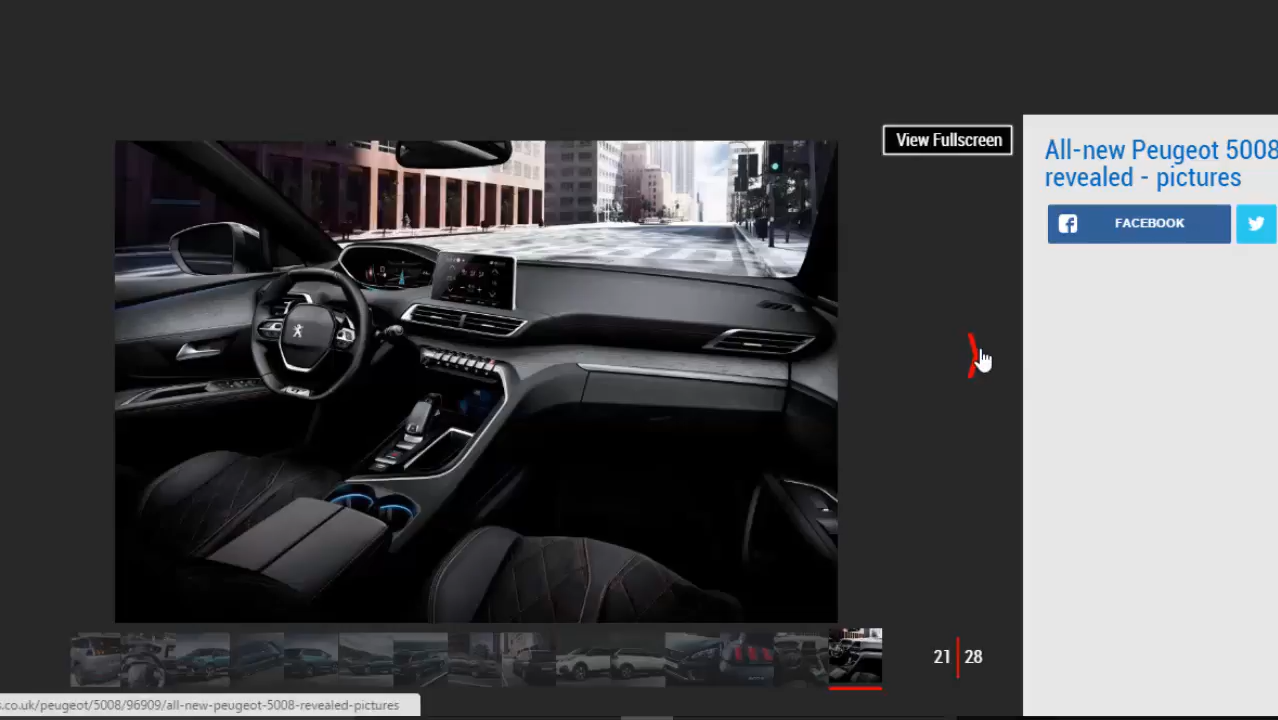 View Fullscreen
All-new Peugeot 5008
revealed - pictures
FACEBOOK
21 28
s.co.uk/peugeot/5008/96909/all-new-peugeot-5008-revealed-pictures